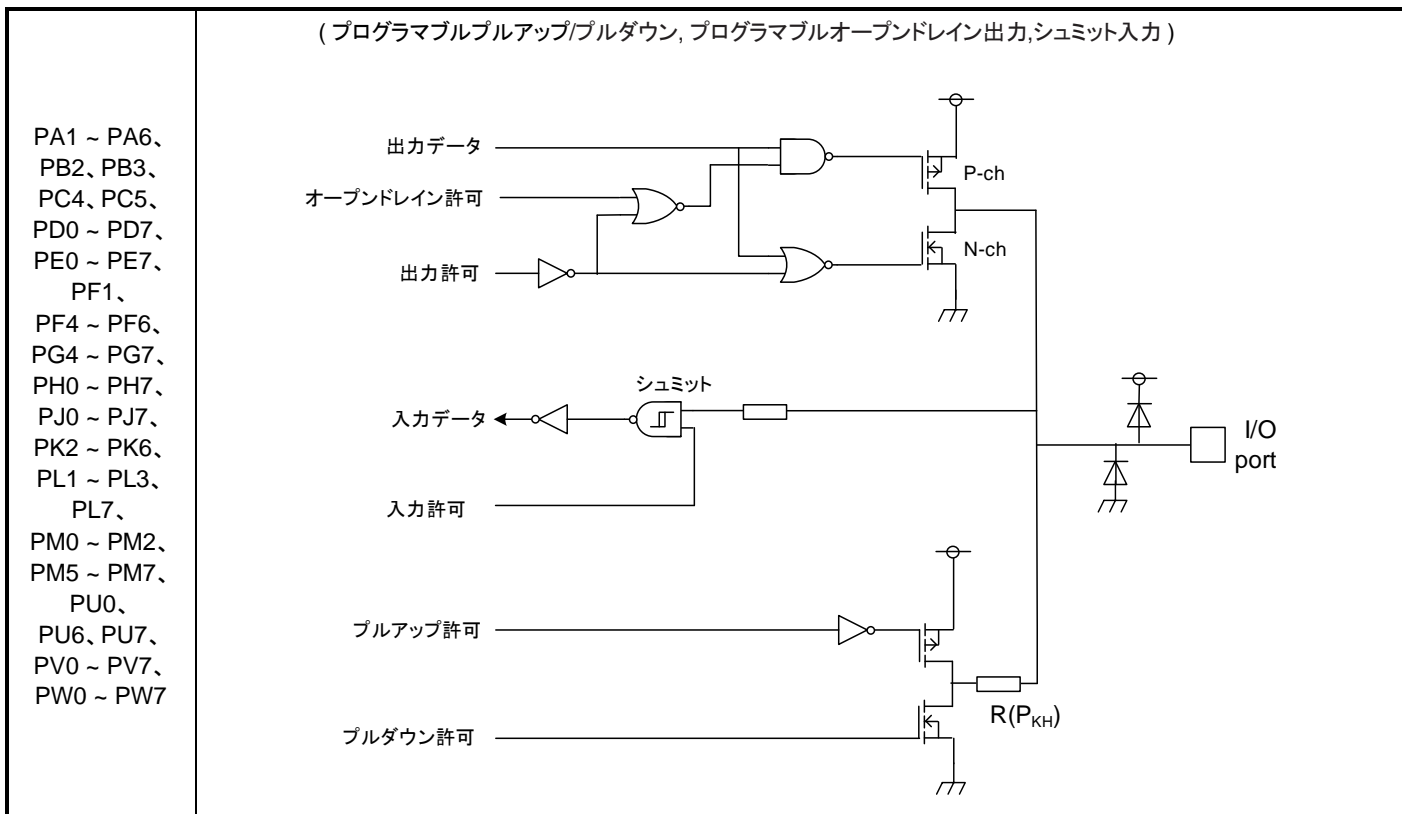 ( プログラマブルプルアップ/プルダウン, プログラマブルオープンドレイン出力,シュミット入力 )
PA1 ~ PA6、
PB2、PB3、
PC4、PC5、
PD0 ~ PD7、
PE0 ~ PE7、
PF1、
PF4 ~ PF6、
PG4 ~ PG7、
PH0 ~ PH7、
PJ0 ~ PJ7、
PK2 ~ PK6、
PL1 ~ PL3、
PL7、
PM0 ~ PM2、
PM5 ~ PM7、
PU0、
PU6、PU7、
PV0 ~ PV7、
PW0 ~ PW7
出力データ
P-ch
オープンドレイン許可
N-ch
出力許可
シュミット
入力データ
I/O
port
入力許可
プルアップ許可
R(PKH)
プルダウン許可